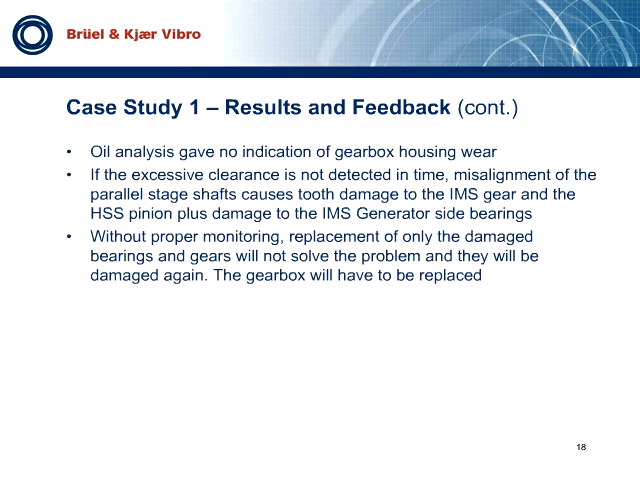 Brüel & Kjær Vibro
Case Study 1 – Results and Feedback (cont.)
• Oil analysis gave no indication of gearbox housing wear
• If the excessive clearance is not detected in time, misalignment of the
parallel stage shafts causes tooth damage to the IMS gear and the
HSS pinion plus damage to the IMS Generator side bearings
• Without proper monitoring, replacement of only the damaged
bearings and gears will not solve the problem and they will be
damaged again. The gearbox will have to be replaced
18